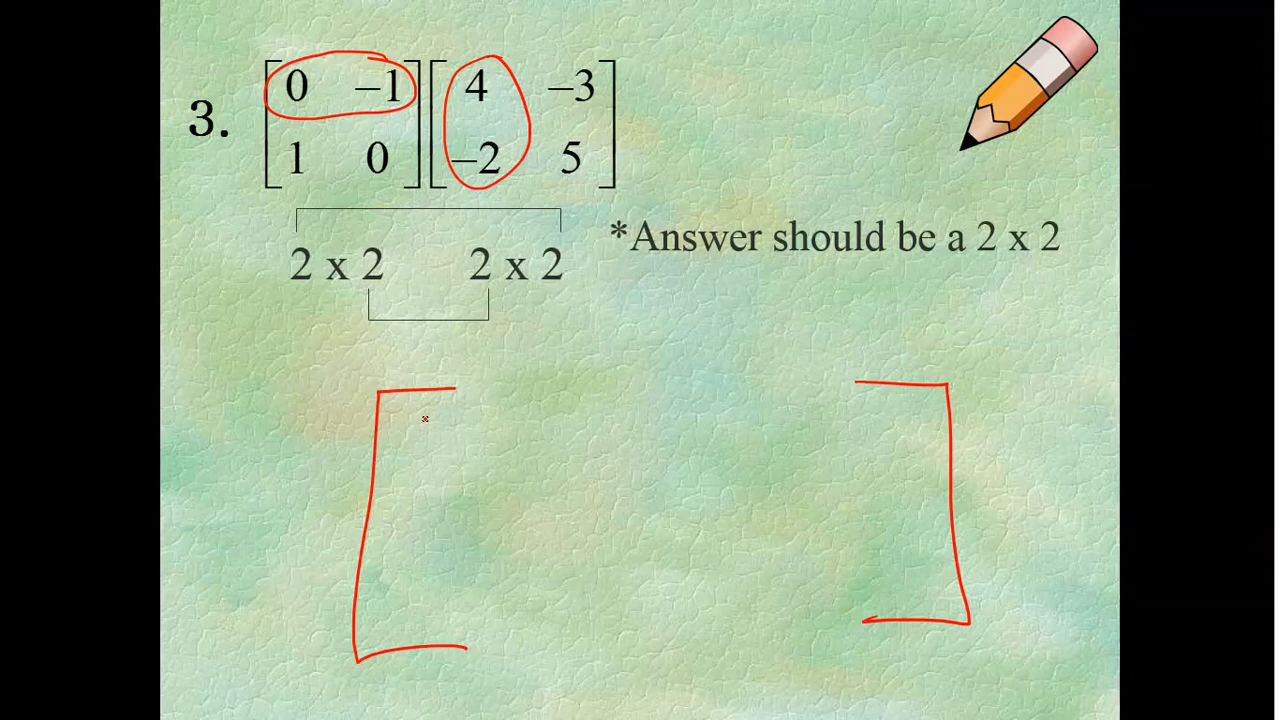 3. [0 –1] [4 –3]
[1 0] [–2 5]
*Answer should be a 2 x 2
2 x 2 2 x 2